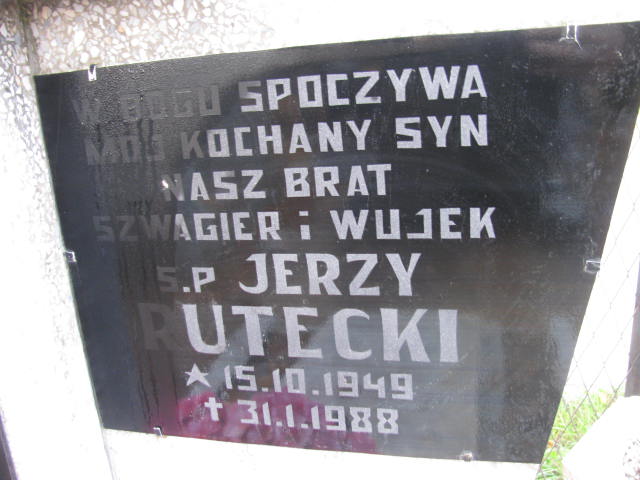 W BOGU SPOCZYWA
MÓJ KOCHANY SYN
NASZ BRAT
SZWAGIER i WUJEK
Ś.P JERZY
RUTECKI
★ 15.10.1949
✝ 31.1.1988